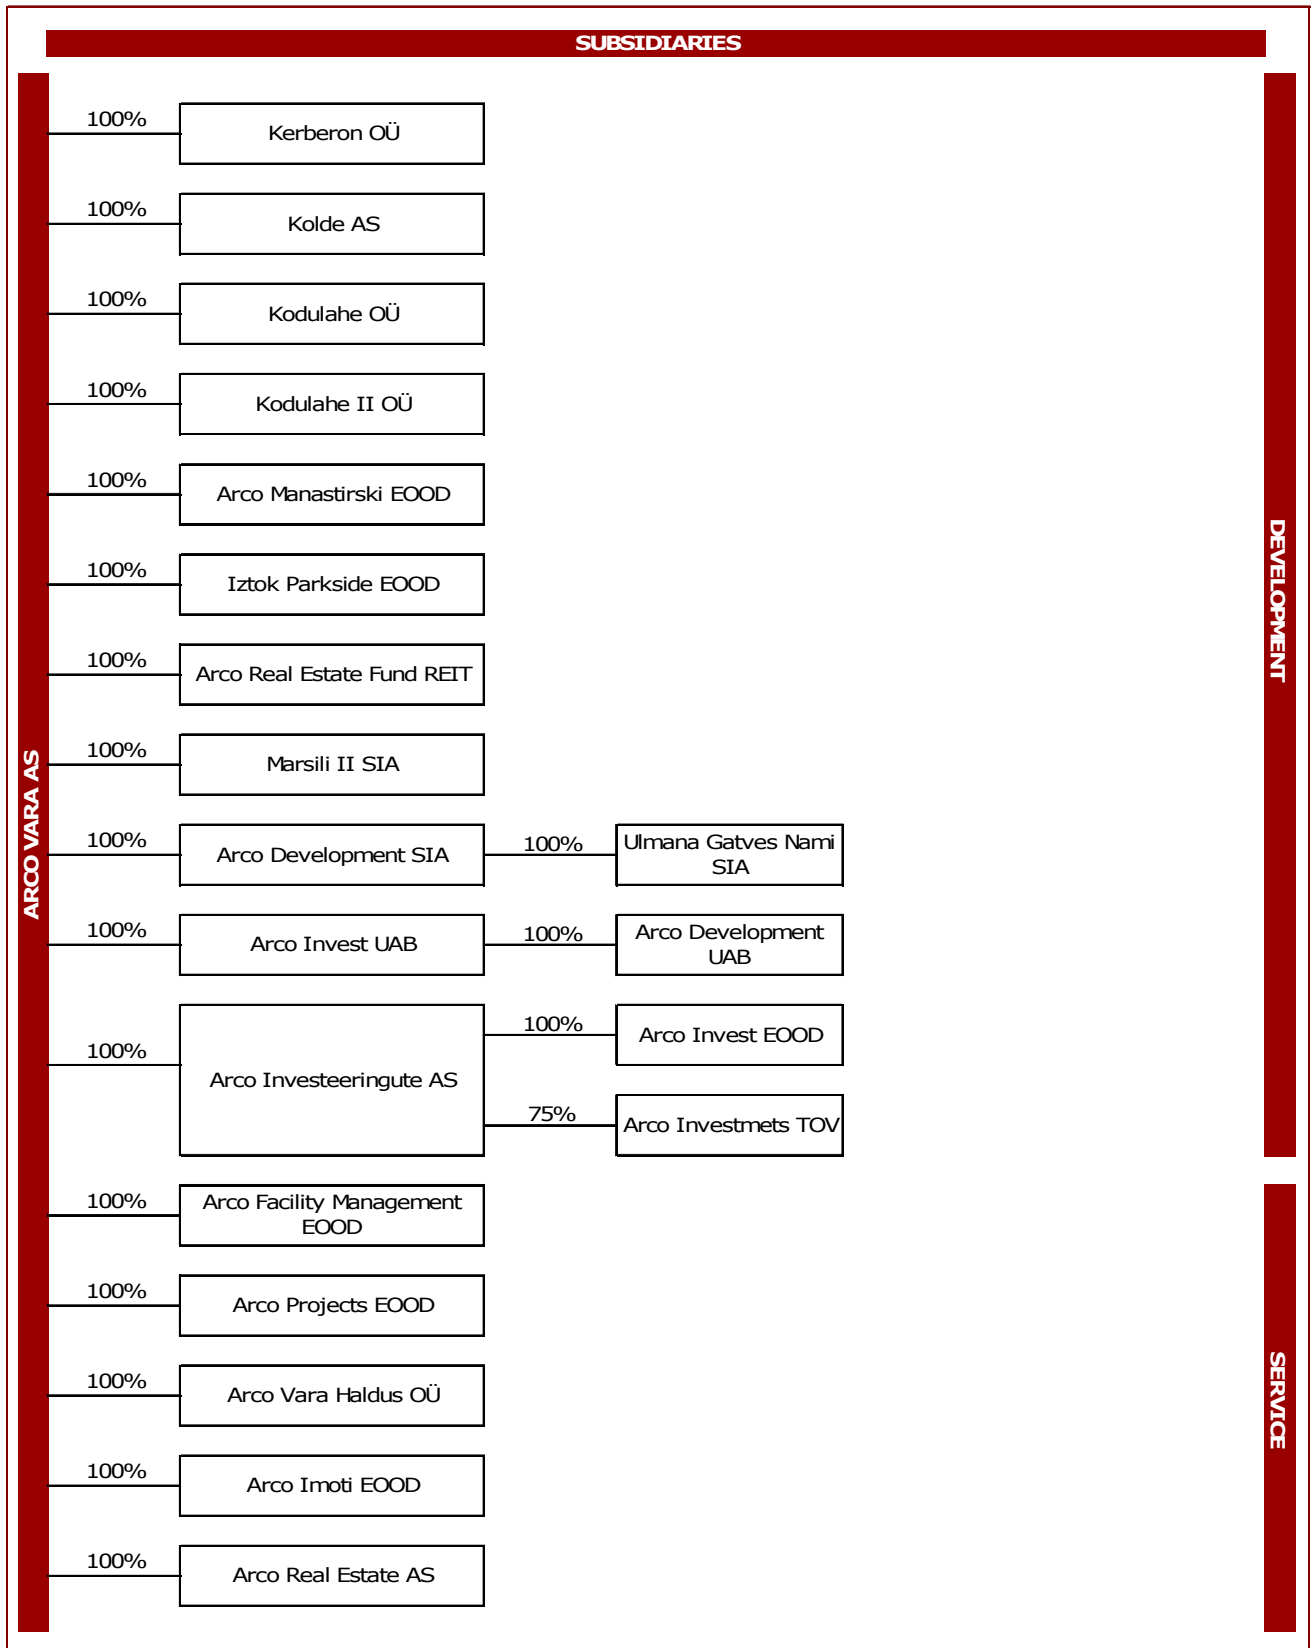 SUBSIDIARIES
ARCO VARA AS
DEVELOPMENT
100%
Kerberon OÜ
100%
Kolde AS
100%
Kodulahe OÜ
100%
Kodulahe II OÜ
100%
Arco Manastirski EOOD
100%
Iztok Parkside EOOD
100%
Arco Real Estate Fund REIT
100%
Marsili II SIA
100%
Arco Development SIA
100%
Ulmana Gatves Nami
SIA
100%
Arco Invest UAB
100%
Arco Development
UAB
100%
Arco Investeeringute AS
100%
Arco Invest EOOD
75%
Arco Investmets TOV
SERVICE
100%
Arco Facility Management
EOOD
100%
Arco Projects EOOD
100%
Arco Vara Haldus OÜ
100%
Arco Imoti EOOD
100%
Arco Real Estate AS